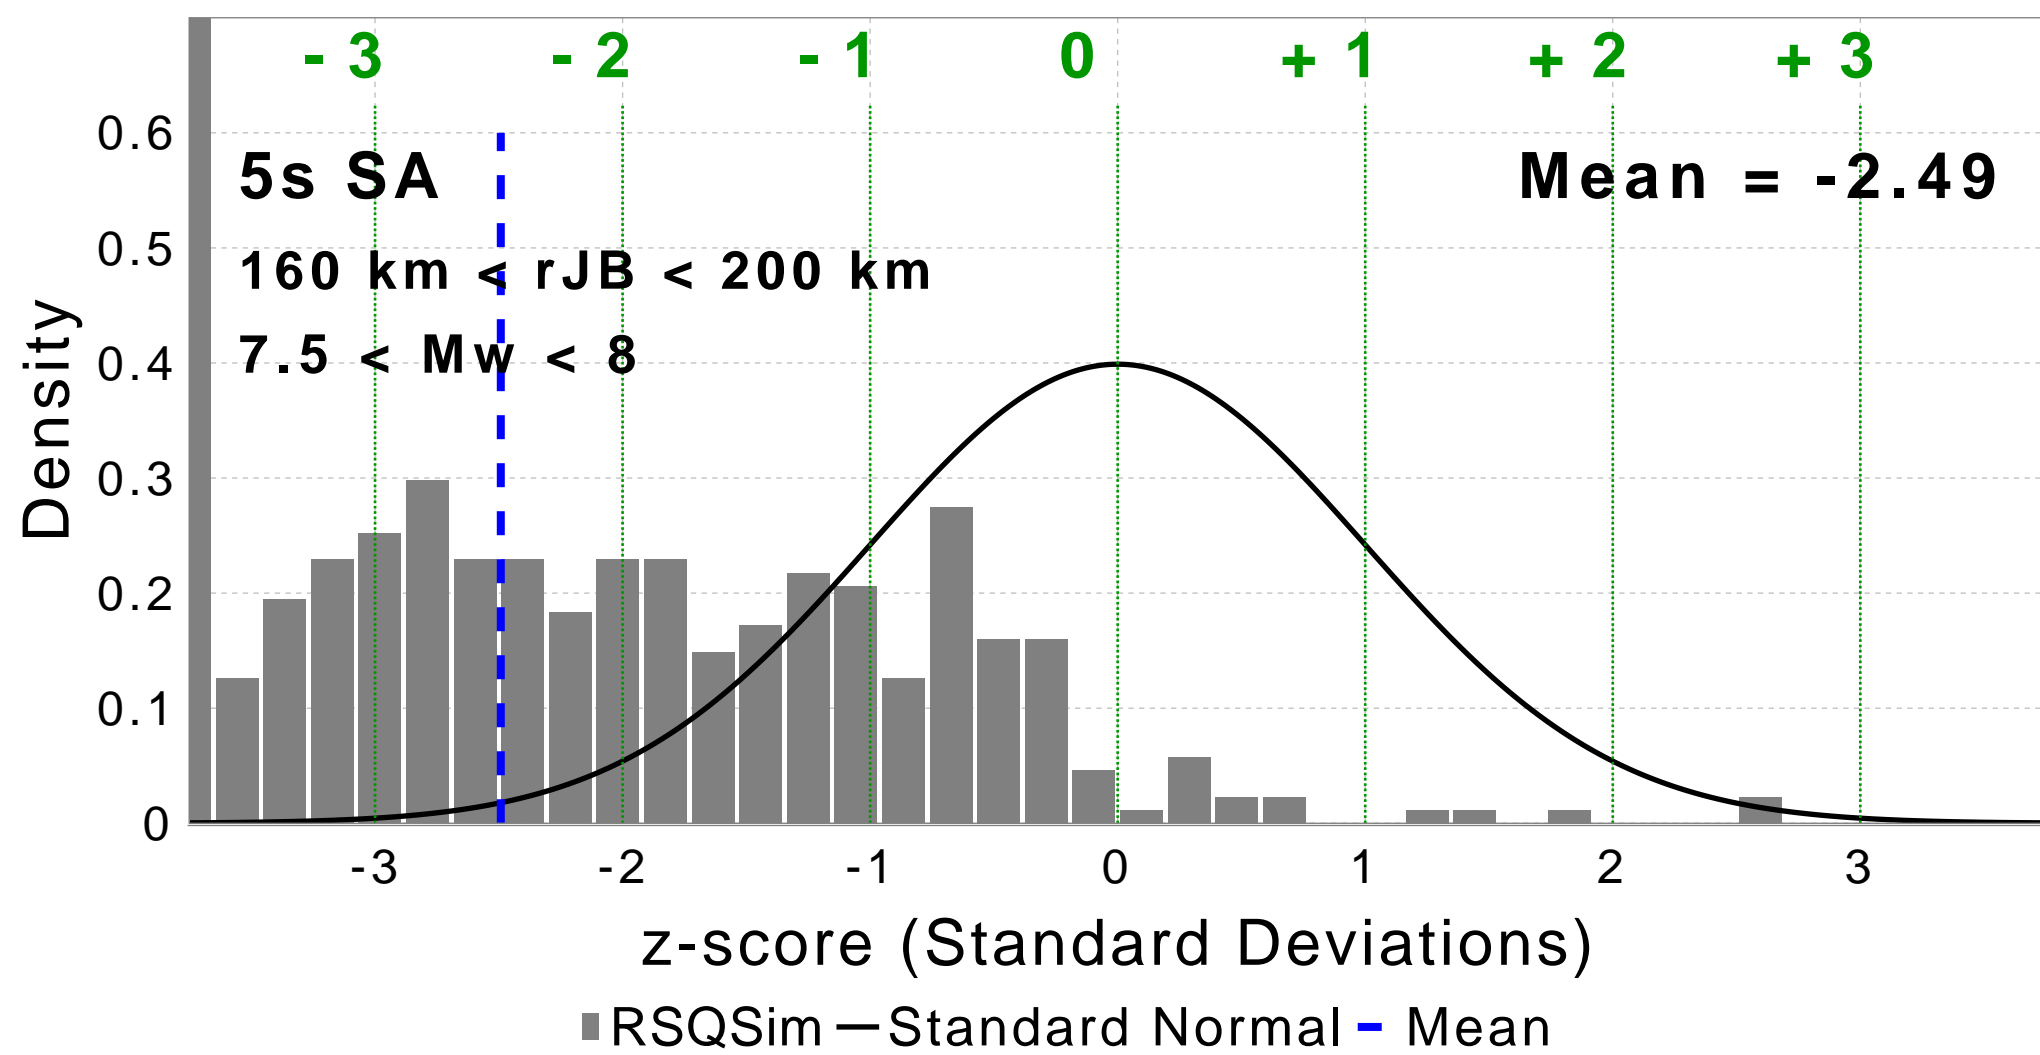 - 3 - 2 - 1 0 + 1 + 2 + 3
0.6
5s SA Mean = -2.49
0.5
160 km < rJB < 200 km
0.4
7.5 < Mw < 8
0.3
0.2
0.1
0
Density
-3 -2 -1 0 1 2 3
z-score (Standard Deviations)
RSQSim Standard Normal Mean